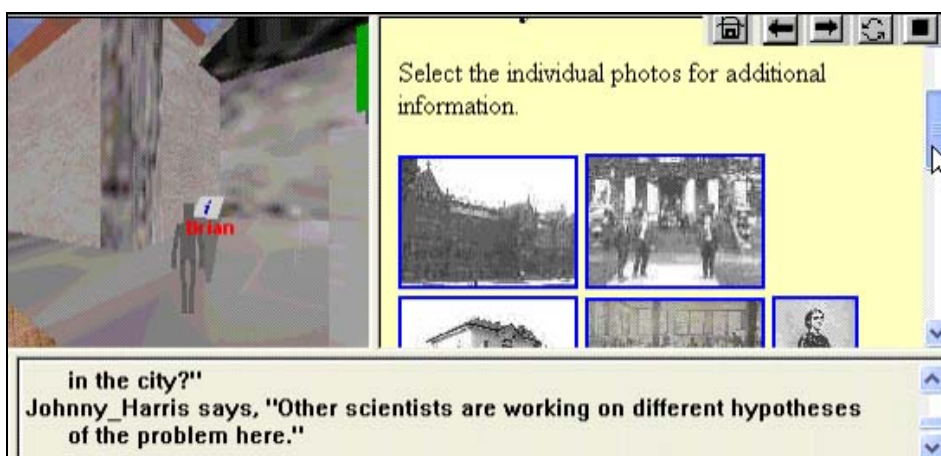 Select the individual photos for additional
information.
i
Brian
in the city?"
Johnny_Harris says, "Other scientists are working on different hypotheses
of the problem here."